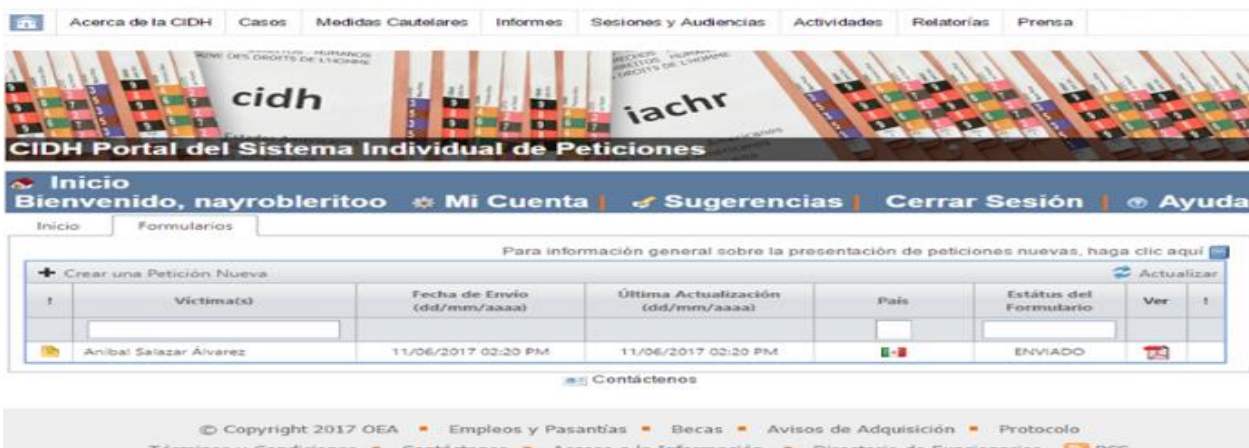 Acerca de la CIDH Casos Medidas Cautelares Informes Sesiones y Audiencias Actividades Relatorías Prensa
cidh
iachr
CIDH Portal del Sistema Individual de Peticiones
Inicio
Bienvenido, nayrobleritoo Mi Cuenta | Sugerencias | Cerrar Sesión | Ayuda
Inicio Formularios
Para información general sobre la presentación de peticiones nuevas, haga clic aquí
Crear una Petición Nueva Actualizar
! Víctima(s) Fecha de Envío (dd/mm/aaaa) Última Actualización (dd/mm/aaaa) País Estátus del Formulario Ver !
Anibal Salazar Álvarez 11/06/2017 02:20 PM 11/06/2017 02:20 PM ENVIADO
Contáctenos
© Copyright 2017 OEA Empleos y Pasantías Becas Avisos de Adquisición Protocolo